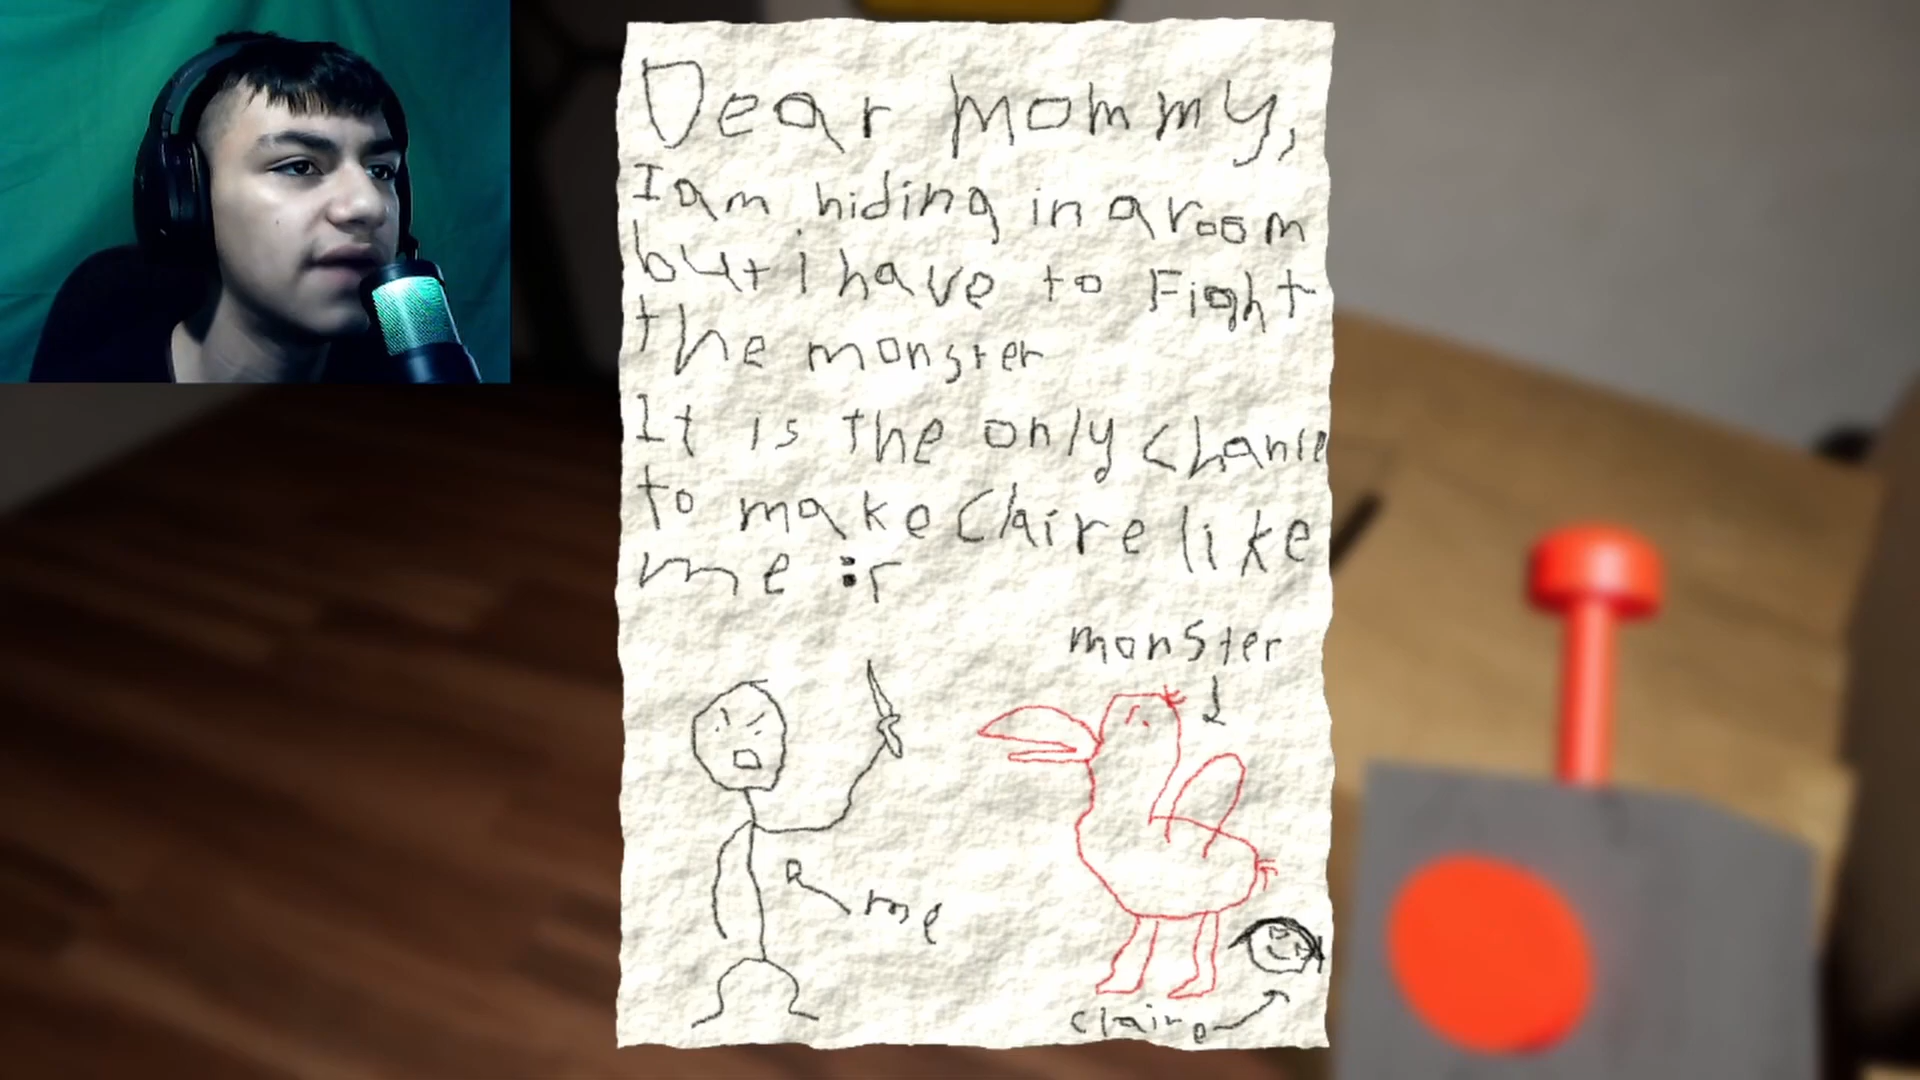 Dear Mommy,
I am hiding in a room
but i have to Fight
the monster
It is the only chance
to make Claire like
me :r
monster
me
claire